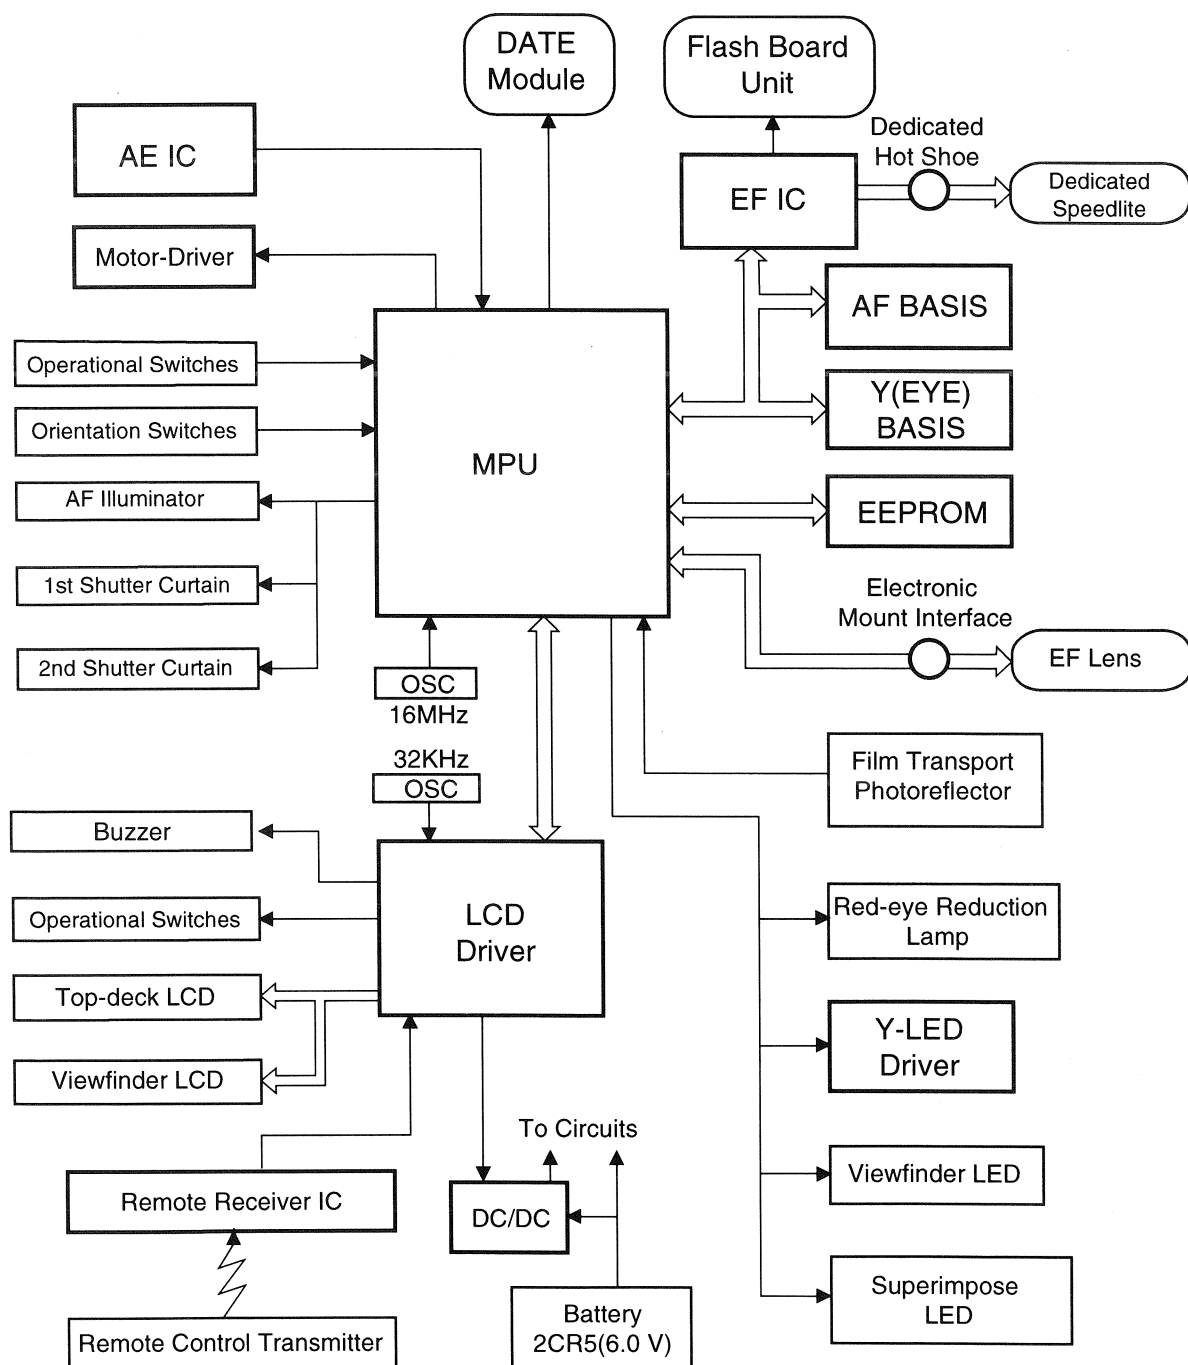 DATE
Module
Flash Board
Unit
AE IC
Dedicated
Hot Shoe
EF IC
Dedicated
Speedlite
Motor-Driver
AF BASIS
Operational Switches
Y(EYE)
BASIS
Orientation Switches
MPU
AF Illuminator
EEPROM
1st Shutter Curtain
Electronic
Mount Interface
2nd Shutter Curtain
EF Lens
OSC
16MHz
32KHz
OSC
Film Transport
Photoreflector
Buzzer
Operational Switches
LCD
Driver
Red-eye Reduction
Lamp
Top-deck LCD
Y-LED
Driver
Viewfinder LCD
To Circuits
Viewfinder LED
Remote Receiver IC
DC/DC
Superimpose
LED
Battery
2CR5(6.0 V)
Remote Control Transmitter